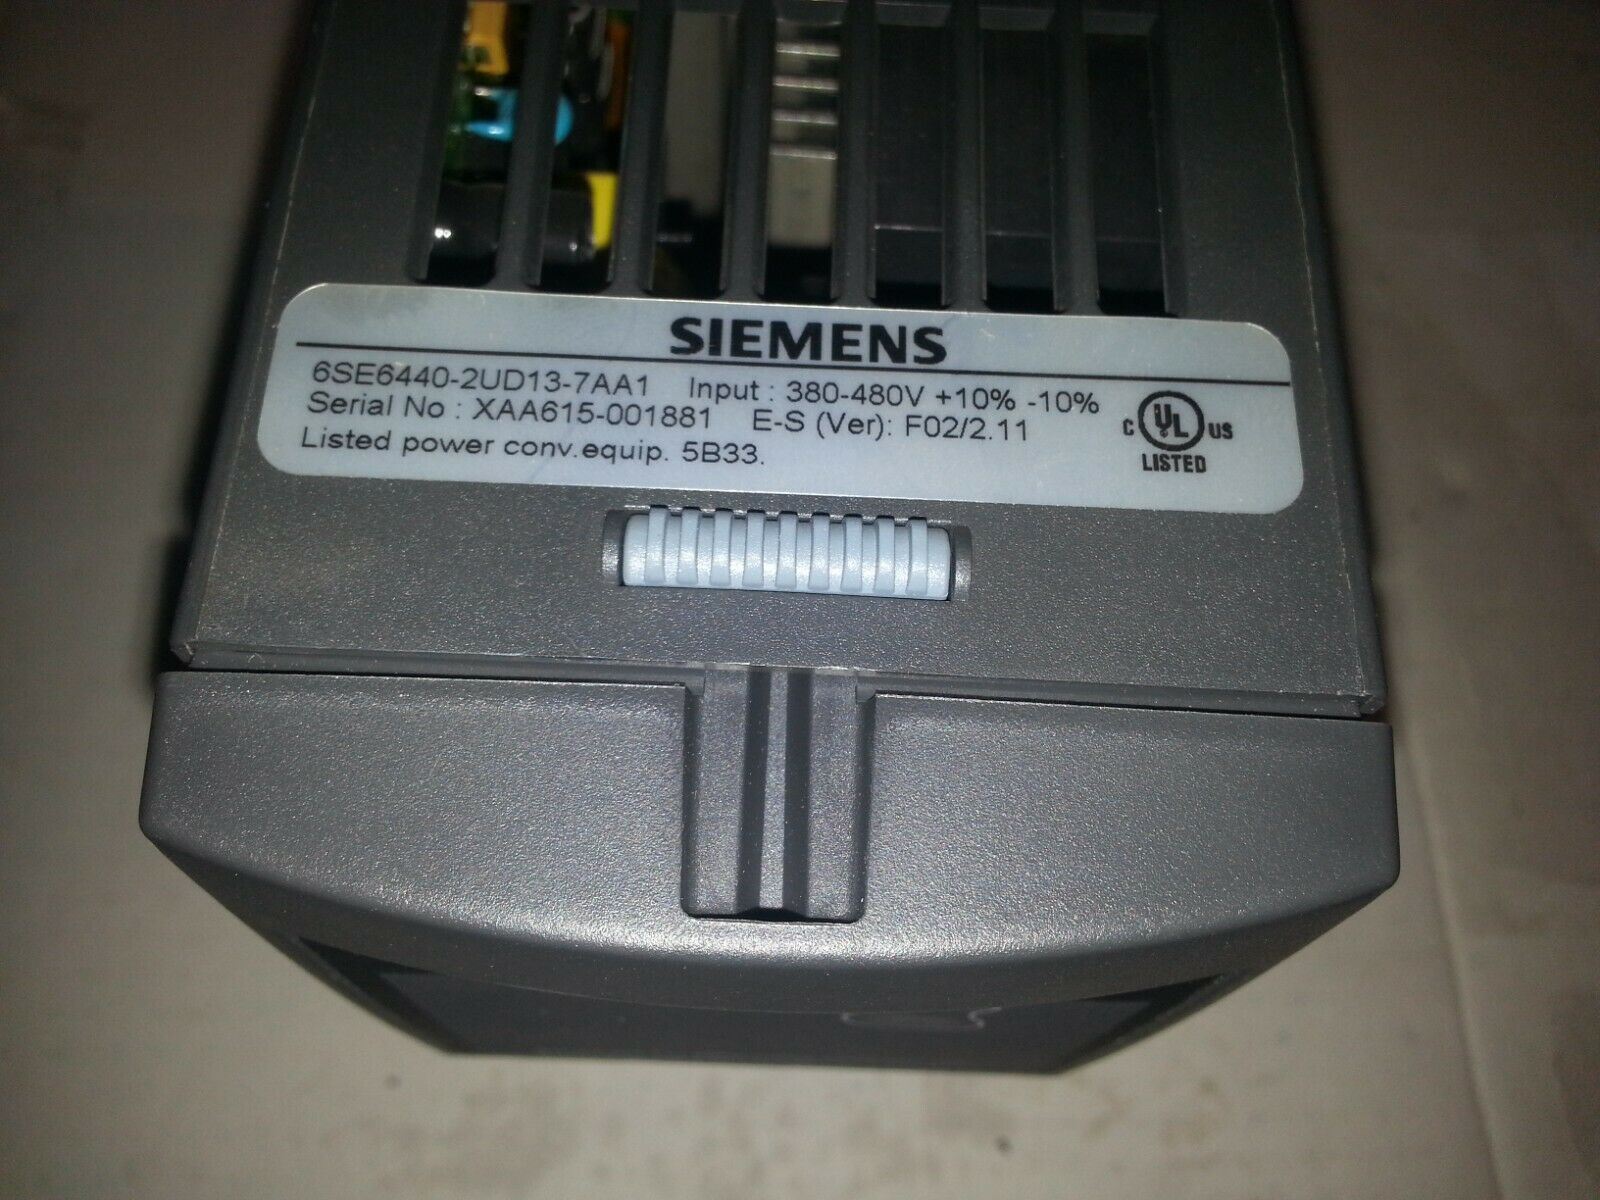 SIEMENS
6SE6440-2UD13-7AA1 Input : 380-480V +10% -10%
Serial No : XAA615-001881 E-S (Ver): F02/2.11
Listed power conv.equip. 5B33.
C UL US
LISTED